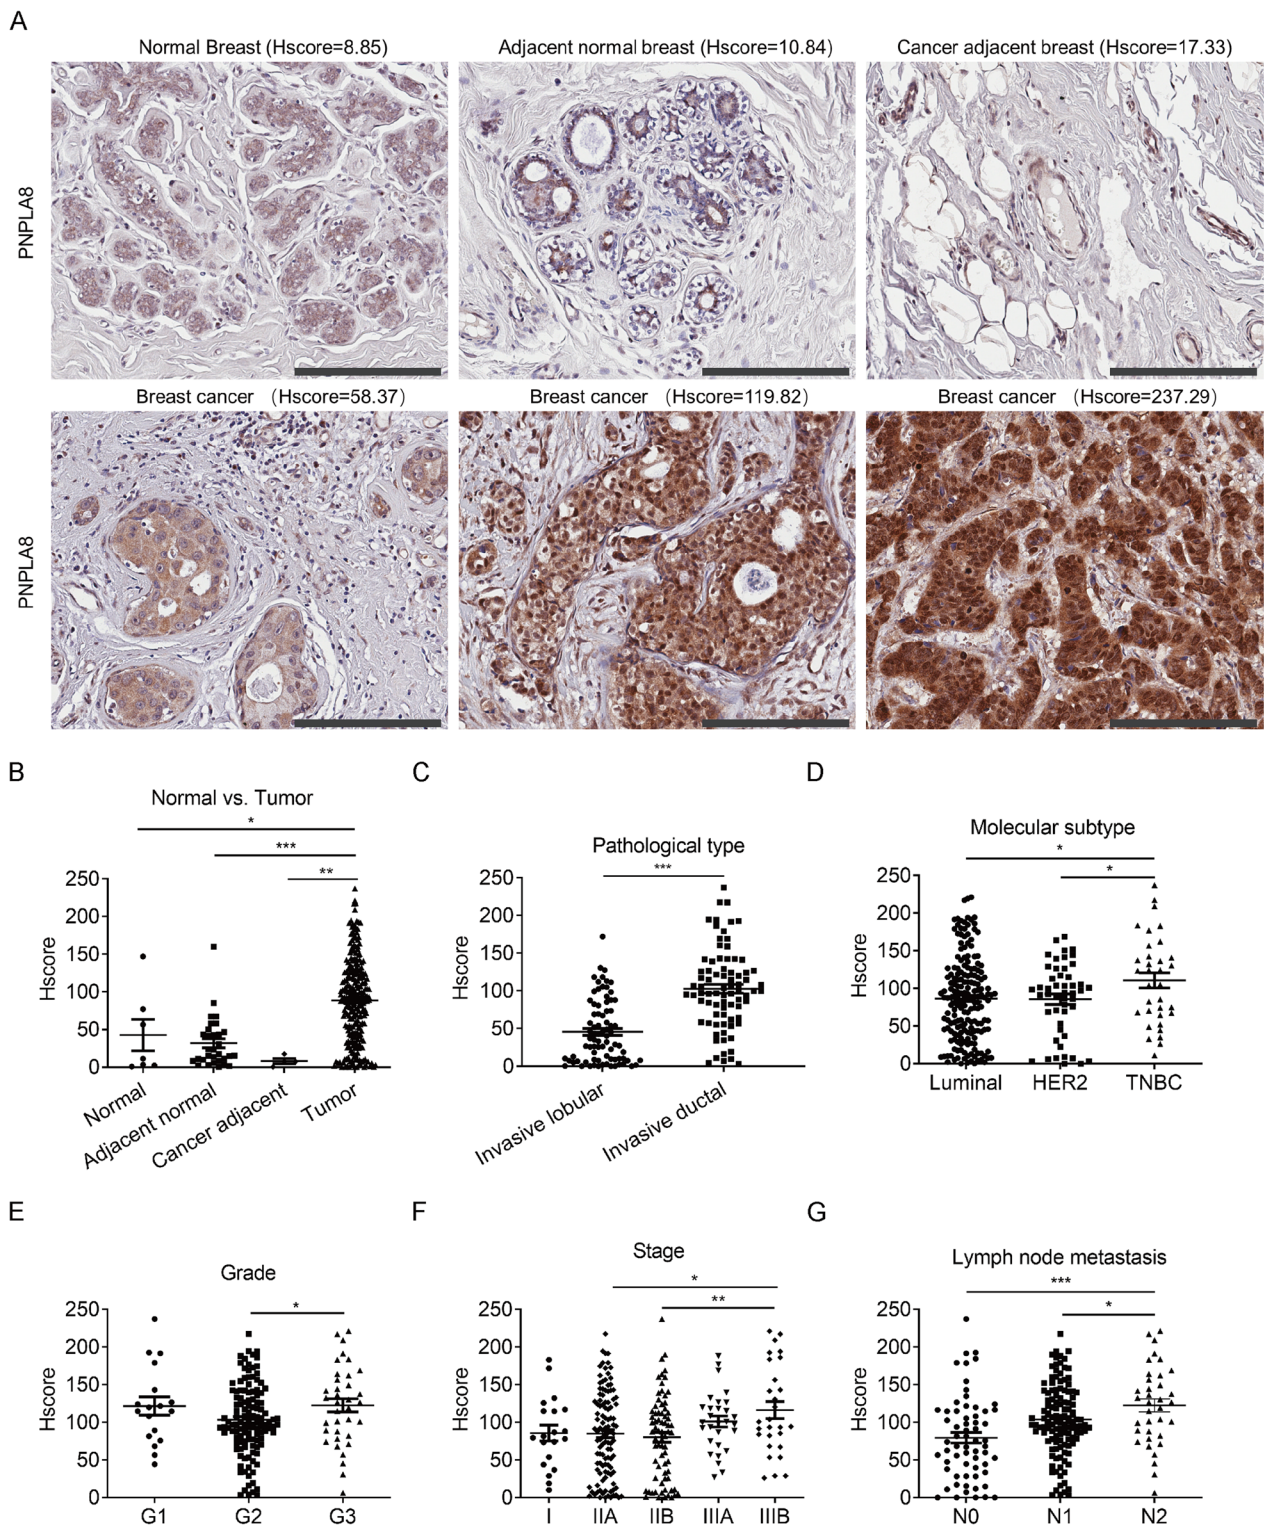 A
Normal Breast (Hscore=8.85)
Adjacent normal breast (Hscore=10.84)
Cancer adjacent breast (Hscore=17.33)
PNPLA8
Breast cancer （Hscore=58.37)
Breast cancer （Hscore=119.82)
Breast cancer （Hscore=237.29)
PNPLA8
B
Normal vs. Tumor
*
***
**
Hscore
250
200
150
100
50
0
Normal
Adjacent normal
Cancer adjacent
Tumor
C
Pathological type
***
Hscore
250
200
150
100
50
0
Invasive lobular
Invasive ductal
D
Molecular subtype
*
*
Hscore
250
200
150
100
50
0
Luminal
HER2
TNBC
E
Grade
*
Hscore
250
200
150
100
50
0
G1
G2
G3
F
Stage
*
**
Hscore
250
200
150
100
50
0
I
IIA
IIB
IIIA
IIIB
G
Lymph node metastasis
***
*
Hscore
250
200
150
100
50
0
N0
N1
N2